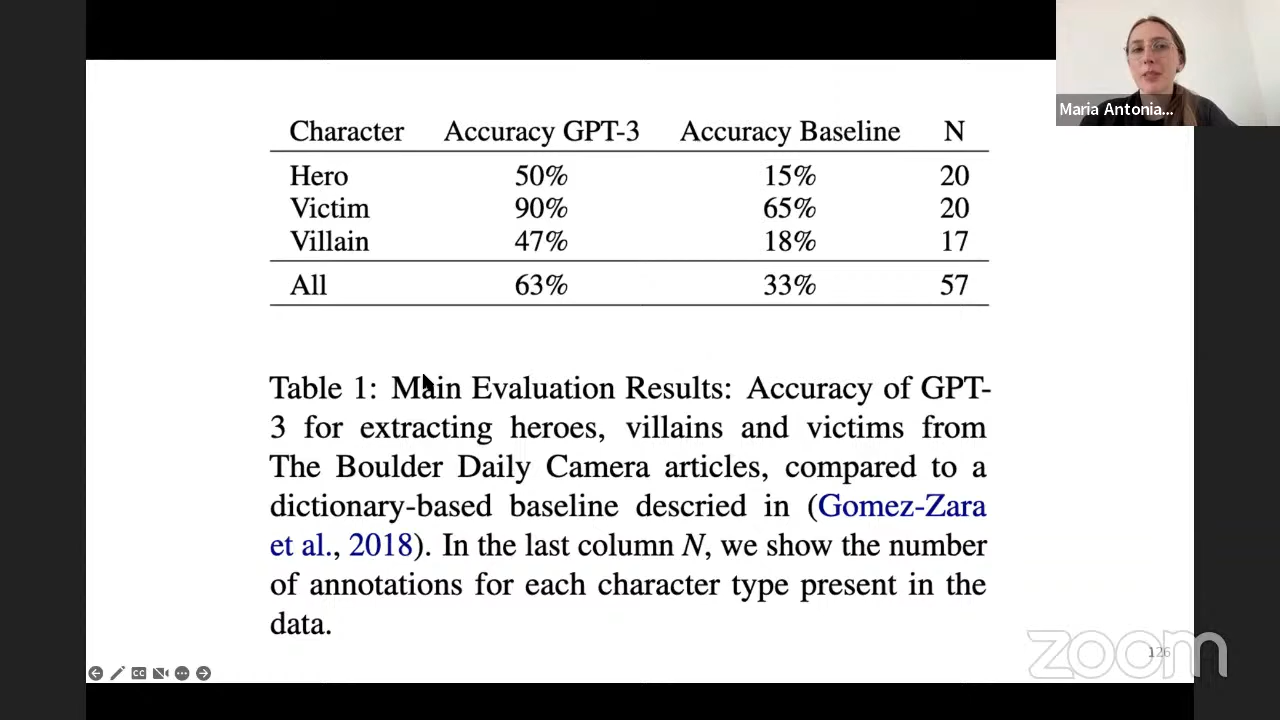 Maria Antonia...
Character Accuracy GPT-3 Accuracy Baseline N
Hero 50% 15% 20
Victim 90% 65% 20
Villain 47% 18% 17
All 63% 33% 57
Table 1: Main Evaluation Results: Accuracy of GPT-
3 for extracting heroes, villains and victims from
The Boulder Daily Camera articles, compared to a
dictionary-based baseline descried in (Gomez-Zara
et al., 2018). In the last column N, we show the number
of annotations for each character type present in the
data.
zoom
126
CC